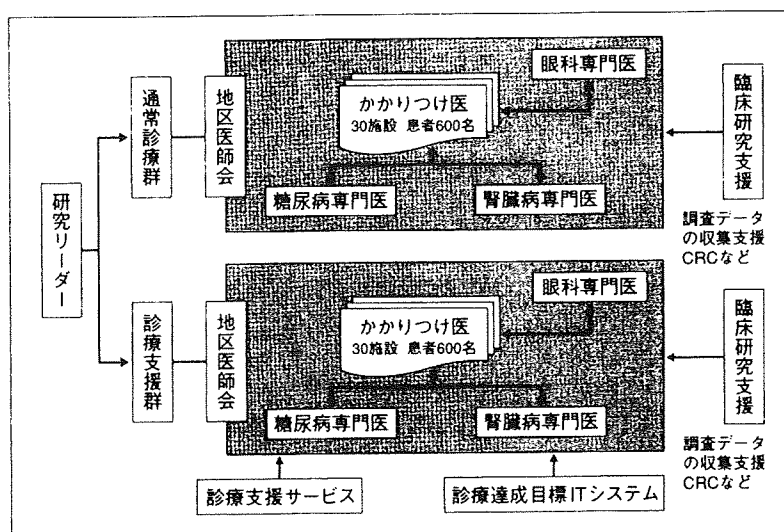 研究リーダー
通常診療群
地区医師会
かかりつけ医
30施設 患者600名
眼科専門医
糖尿病専門医
腎臓病専門医
臨床研究支援
調査データ
の収集支援
CRCなど
診療支援群
地区医師会
かかりつけ医
30施設 患者600名
眼科専門医
糖尿病専門医
腎臓病専門医
臨床研究支援
調査データ
の収集支援
CRCなど
診療支援サービス
診療達成目標ITシステム